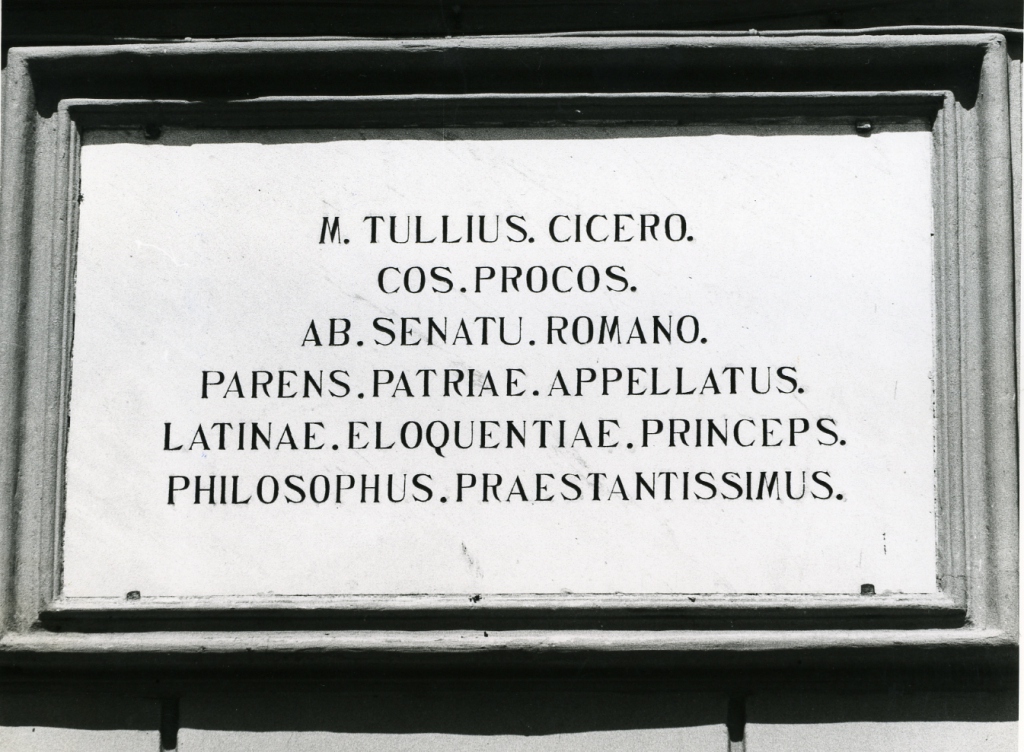 M. TULLIUS. CICERO.
COS. PROCOS.
AB. SENATU. ROMANO.
PARENS. PATRIAE. APPELLATUS.
LATINAE. ELOQUENTIAE. PRINCEPS.
PHILOSOPHUS. PRAESTANTISSIMUS.